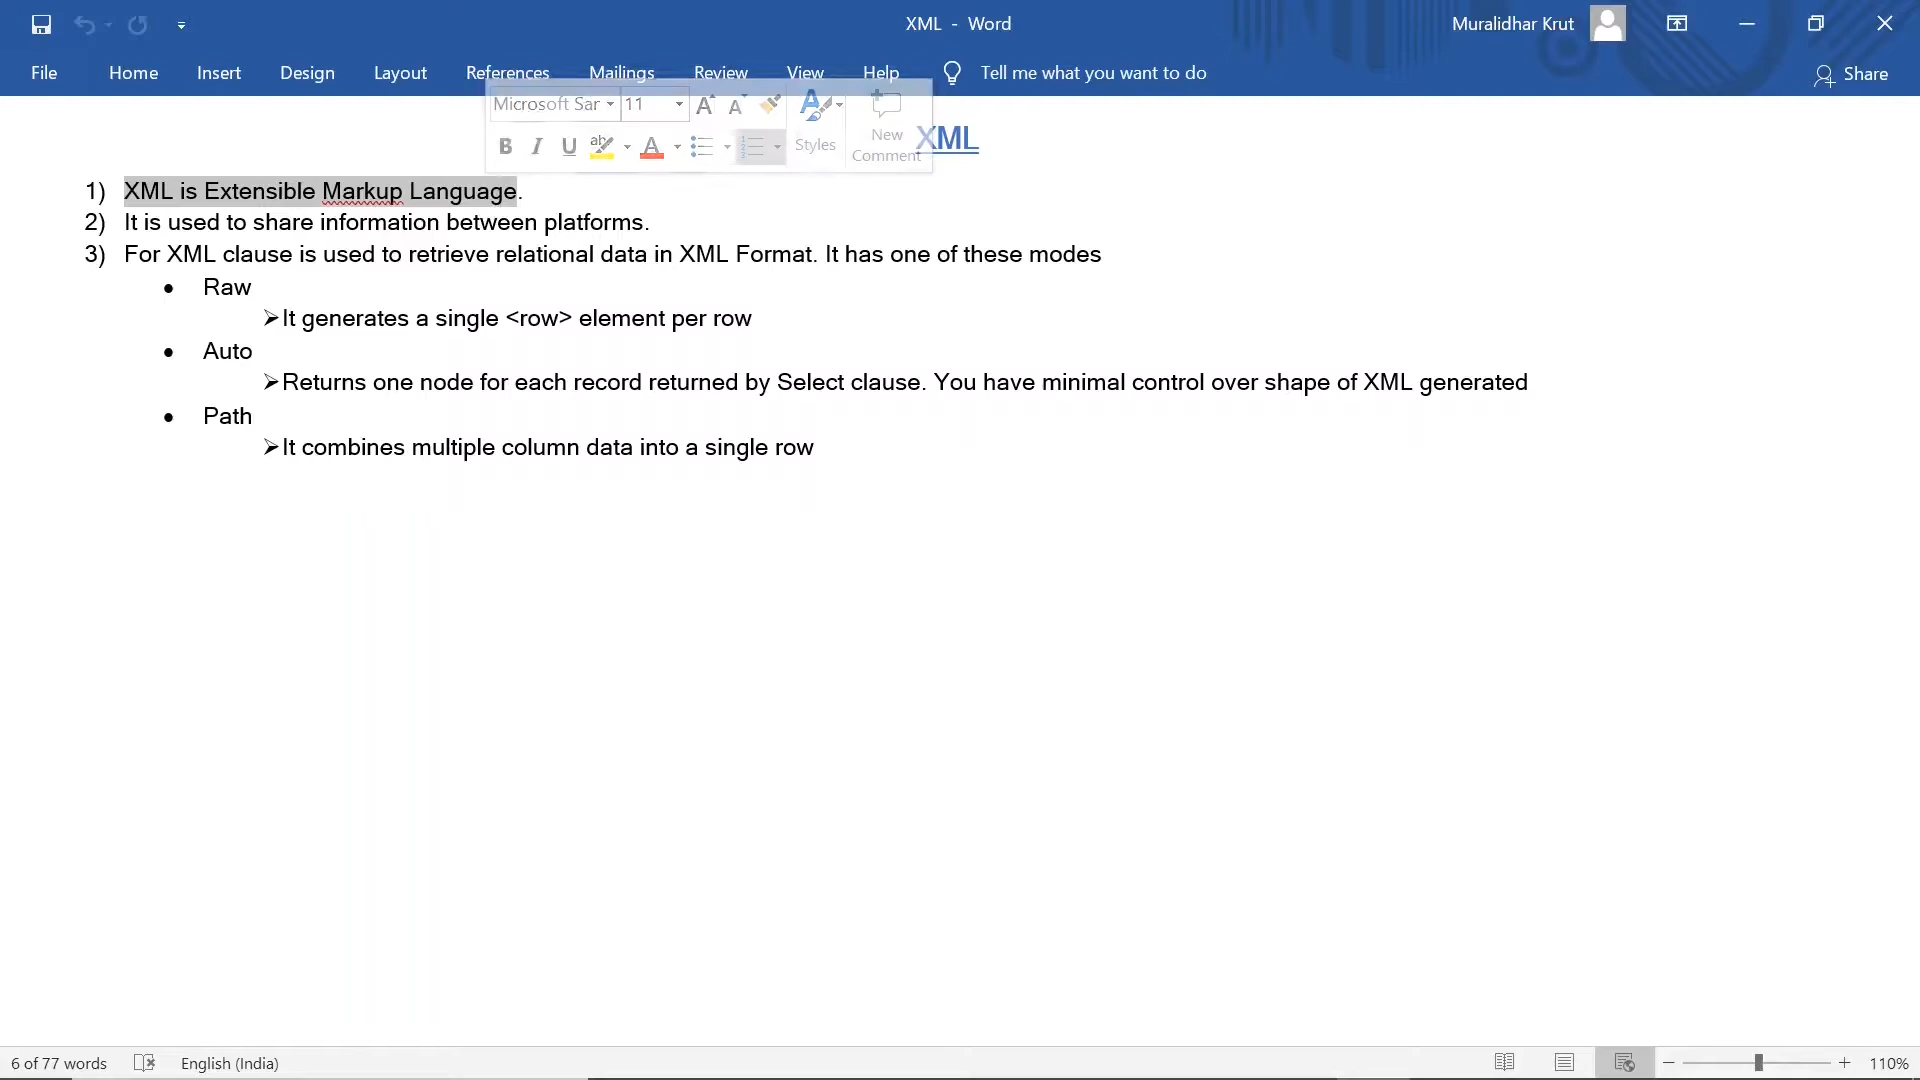 XML - Word
Muralidhar Krut
File Home Insert Design Layout References Mailings Review View Help Tell me what you want to do Share
Microsoft Sar 11
B I U Styles New Comment
XML
1) XML is Extensible Markup Language.
2) It is used to share information between platforms.
3) For XML clause is used to retrieve relational data in XML Format. It has one of these modes
• Raw
➢It generates a single <row> element per row
• Auto
➢Returns one node for each record returned by Select clause. You have minimal control over shape of XML generated
• Path
➢It combines multiple column data into a single row
6 of 77 words English (India) 110%